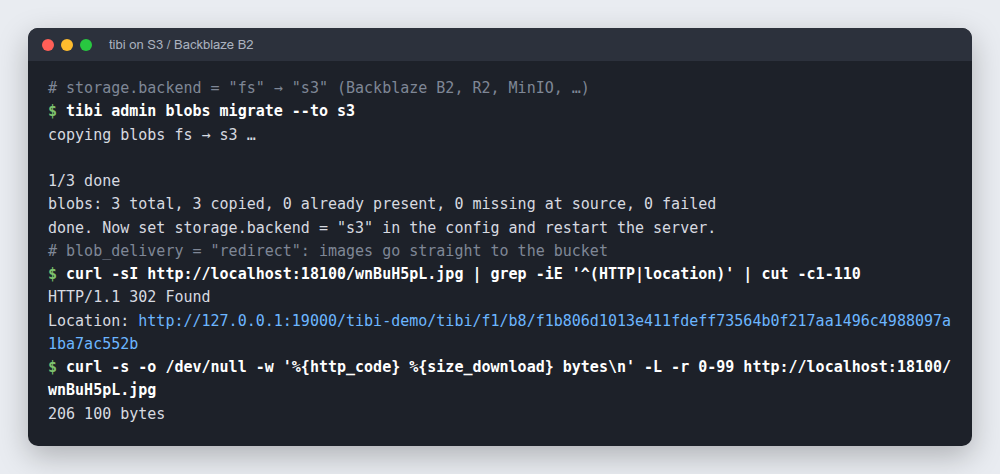 tibi on S3 / Backblaze B2
# storage.backend = "fs" → "s3" (Backblaze B2, R2, MinIO, …)
$ tibi admin blobs migrate --to s3
copying blobs fs → s3 …
1/3 done
blobs: 3 total, 3 copied, 0 already present, 0 missing at source, 0 failed
done. Now set storage.backend = "s3" in the config and restart the server.
# blob_delivery = "redirect": images go straight to the bucket
$ curl -sI http://localhost:18100/wnBuH5pL.jpg | grep -iE '^(HTTP|location)' | cut -c1-110
HTTP/1.1 302 Found
Location: http://127.0.0.1:19000/tibi-demo/tibi/f1/b8/f1b806d1013e411fdeff73564b0f217aa1496c4988097a
1ba7ac552b
$ curl -s -o /dev/null -w '%{http_code} %{size_download} bytes\n' -L -r 0-99 http://localhost:18100/
wnBuH5pL.jpg
206 100 bytes